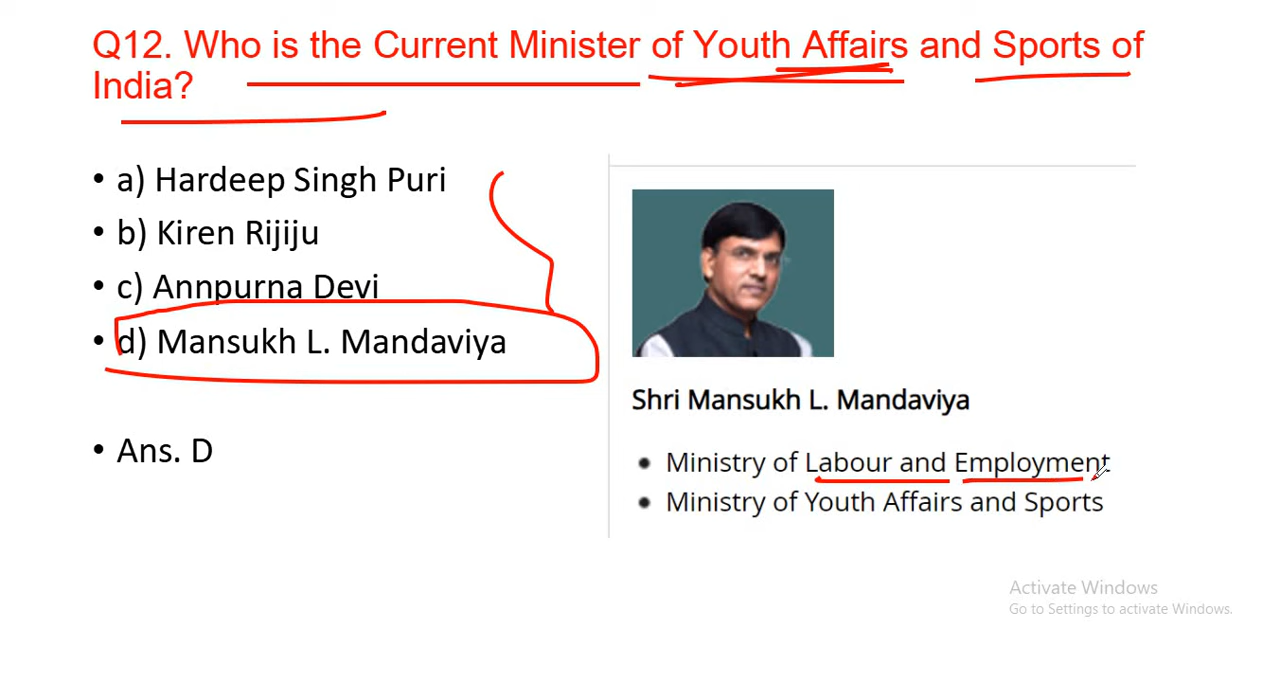 Q12. Who is the Current Minister of Youth Affairs and Sports of
India?
• a) Hardeep Singh Puri
• b) Kiren Rijiju
• c) Annpurna Devi
• d) Mansukh L. Mandaviya
• Ans. D
Shri Mansukh L. Mandaviya
• Ministry of Labour and Employment
• Ministry of Youth Affairs and Sports
Activate Windows
Go to Settings to activate Windows.